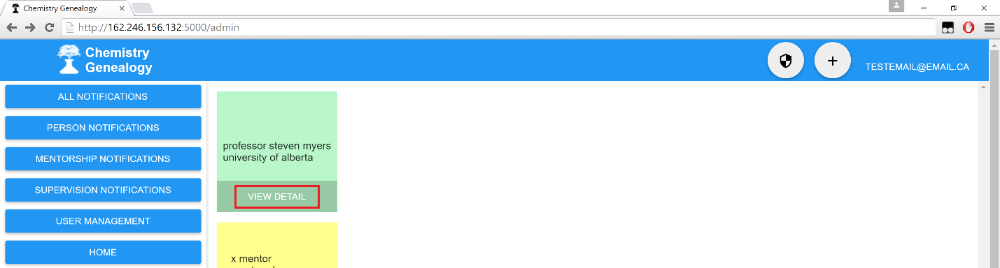 Chemistry Genealogy
http://162.246.156.132:5000/admin
Chemistry
Genealogy
TESTEMAIL@EMAIL.CA
ALL NOTIFICATIONS
PERSON NOTIFICATIONS
MENTORSHIP NOTIFICATIONS
SUPERVISION NOTIFICATIONS
USER MANAGEMENT
HOME
professor steven myers
university of alberta
VIEW DETAIL
x mentor